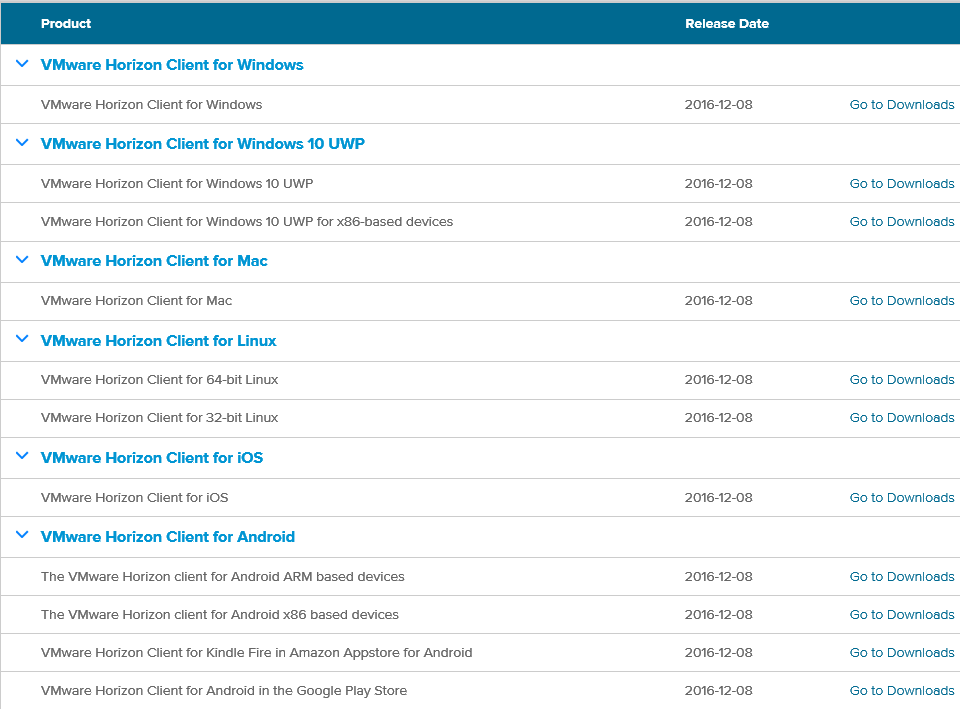 Product Release Date
VMware Horizon Client for Windows
VMware Horizon Client for Windows 2016-12-08 Go to Downloads
VMware Horizon Client for Windows 10 UWP
VMware Horizon Client for Windows 10 UWP 2016-12-08 Go to Downloads
VMware Horizon Client for Windows 10 UWP for x86-based devices 2016-12-08 Go to Downloads
VMware Horizon Client for Mac
VMware Horizon Client for Mac 2016-12-08 Go to Downloads
VMware Horizon Client for Linux
VMware Horizon Client for 64-bit Linux 2016-12-08 Go to Downloads
VMware Horizon Client for 32-bit Linux 2016-12-08 Go to Downloads
VMware Horizon Client for iOS
VMware Horizon Client for iOS 2016-12-08 Go to Downloads
VMware Horizon Client for Android
The VMware Horizon client for Android ARM based devices 2016-12-08 Go to Downloads
The VMware Horizon client for Android x86 based devices 2016-12-08 Go to Downloads
VMware Horizon Client for Kindle Fire in Amazon Appstore for Android 2016-12-08 Go to Downloads
VMware Horizon Client for Android in the Google Play Store 2016-12-08 Go to Downloads